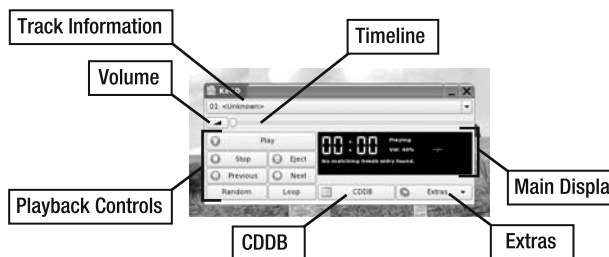 Track Information
Timeline
Volume
KsCD
01: <Unknown>
Play
Stop
Eject
Previous
Next
Random
Loop
00:00
Playing
Vol: 40%
--/--
No matching freedb entry found.
CDDB
Extras
Playback Controls
Main Displa
CDDB
Extras